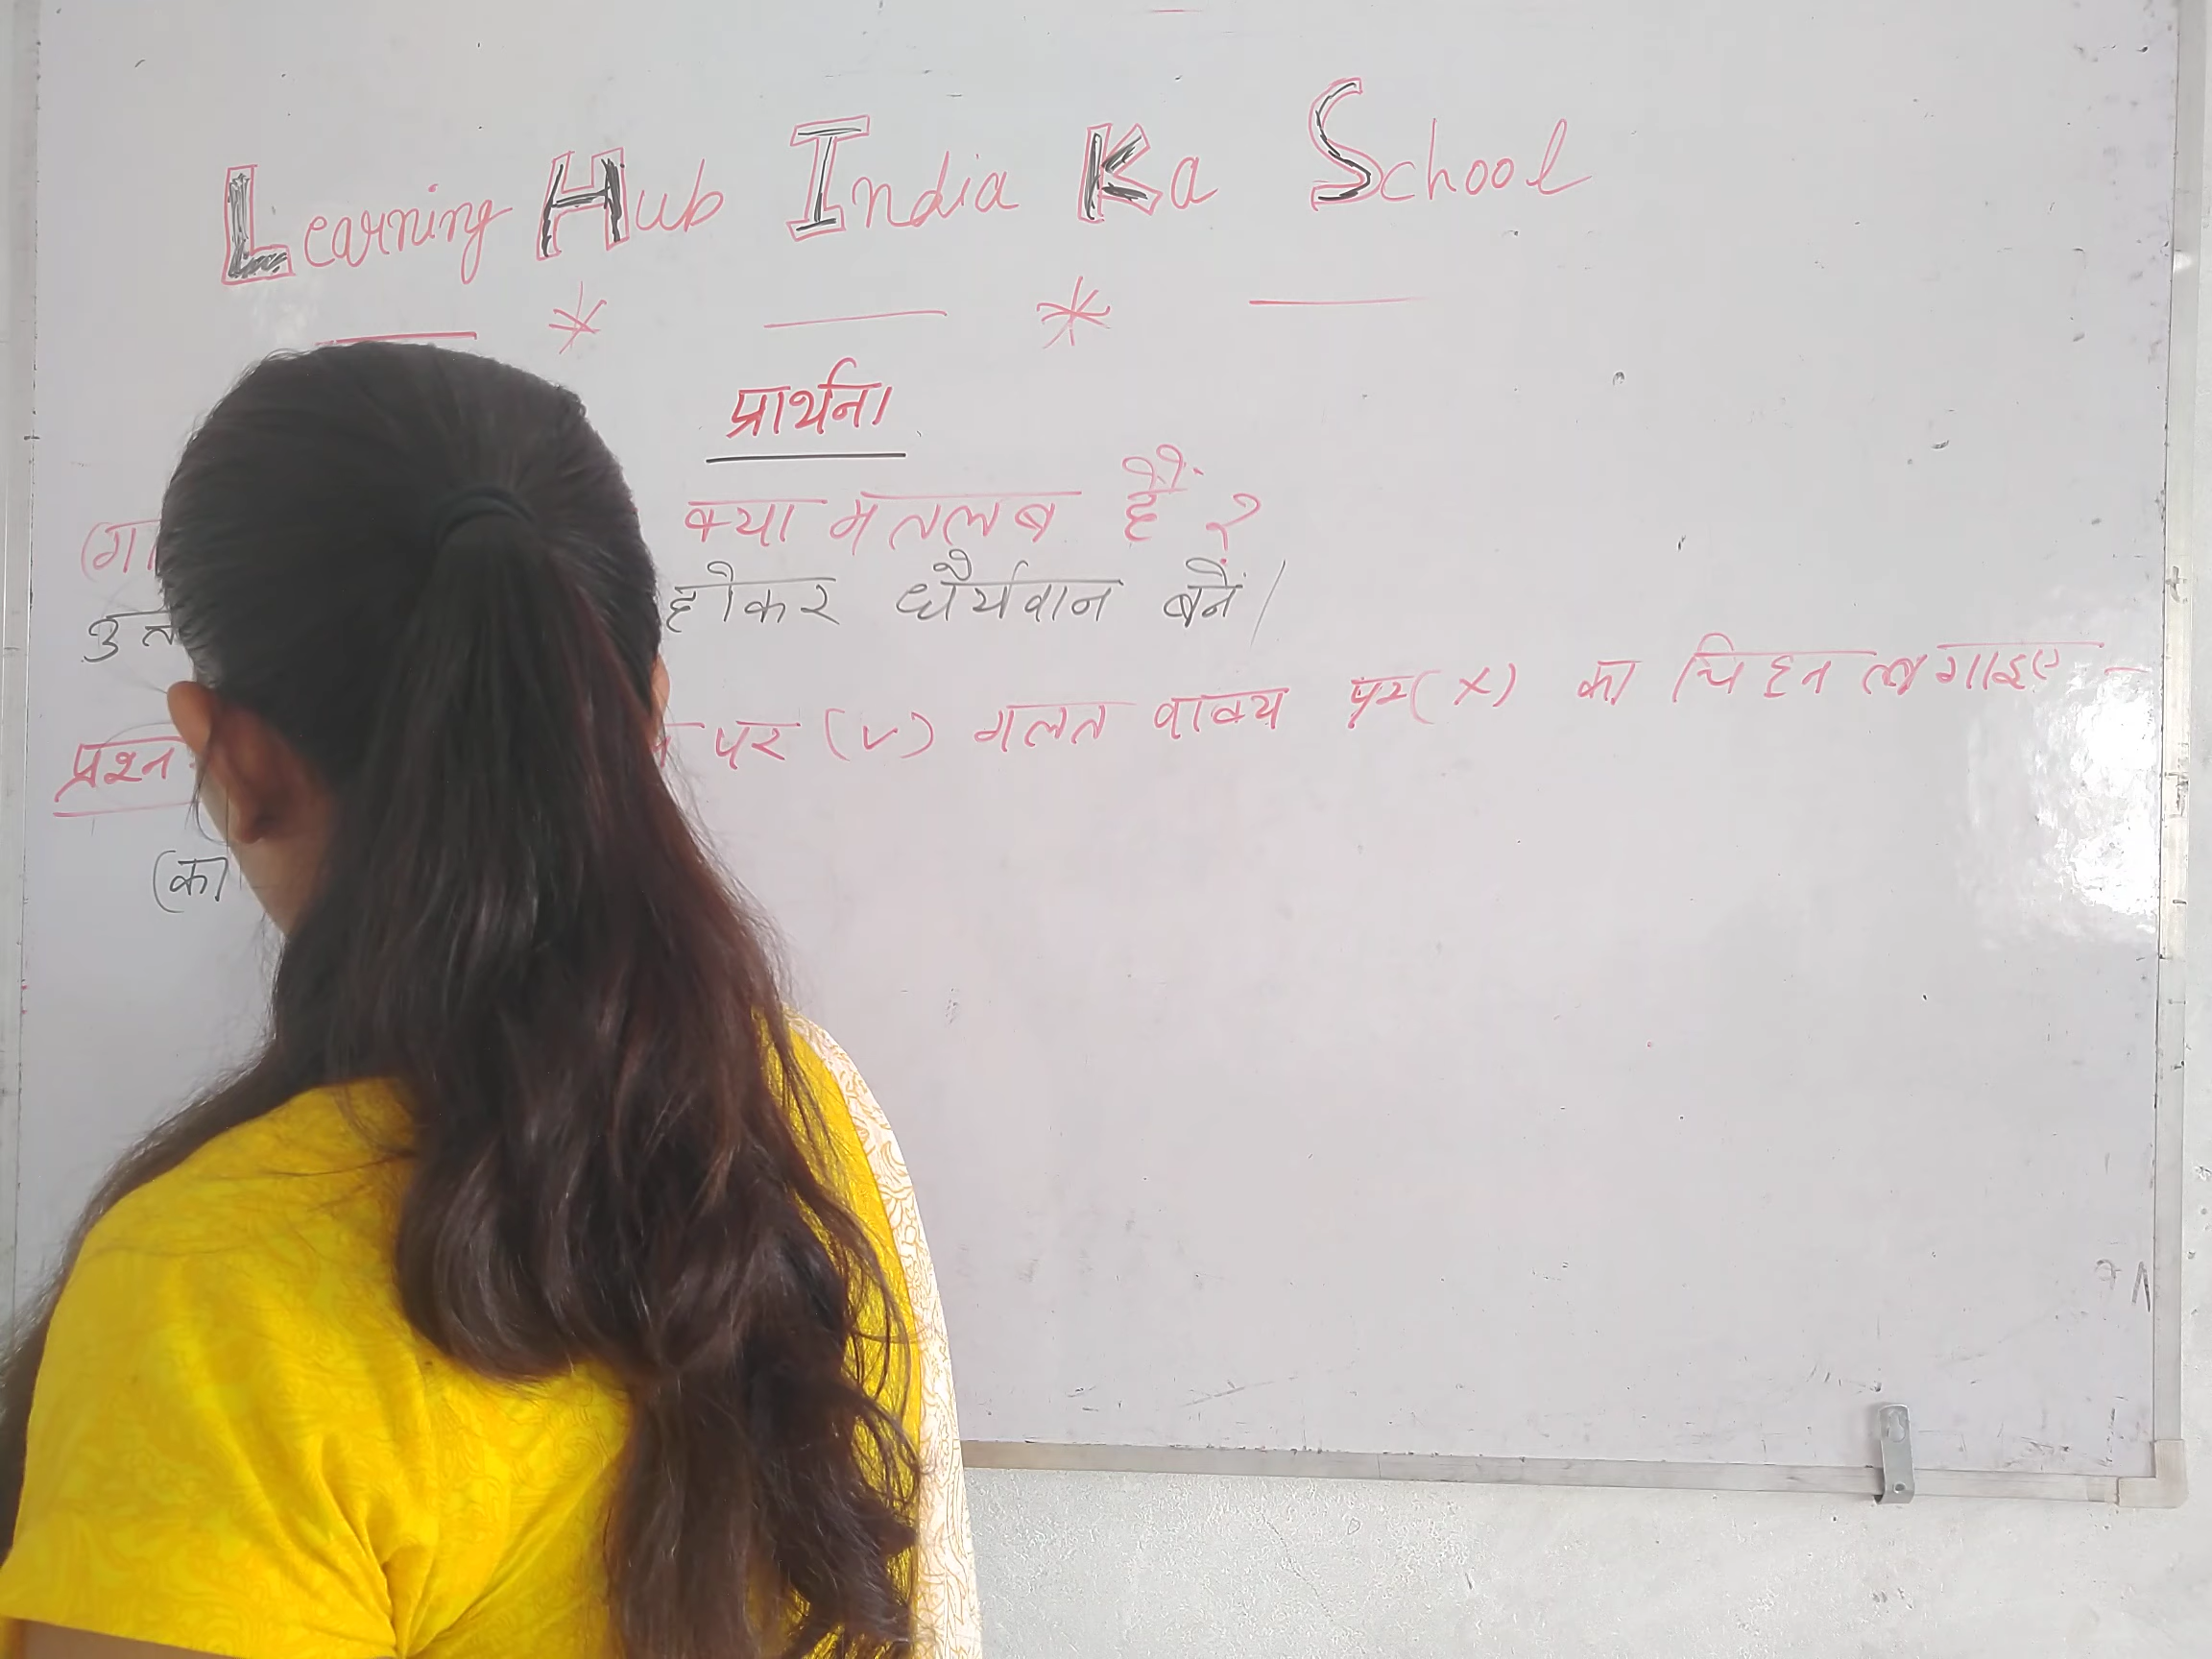 Learning Hub India Ka School
प्रार्थना
(ग) क्या मतलब हैं ?
होकर धैर्यवान बनें।
प्रश्न पर (✓) गलत वाक्य पर (×) का चिह्न लगाइए -
(क)